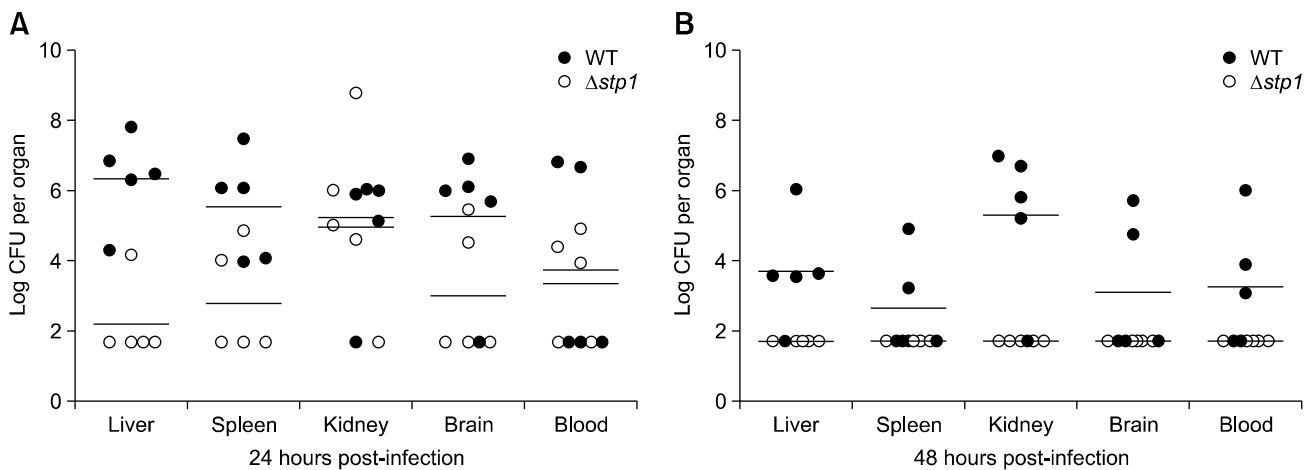 A
10
8
6
4
2
0
Log CFU per organ
WT
Δstp1
Liver Spleen Kidney Brain Blood
24 hours post-infection
B
10
8
6
4
2
0
Log CFU per organ
WT
Δstp1
Liver Spleen Kidney Brain Blood
48 hours post-infection